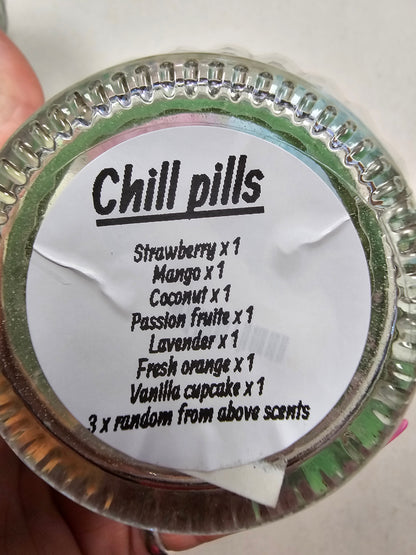 Chill pills
Strawberry x 1
Mango x 1
Coconut x 1
Passion fruite x 1
Lavender x 1
Fresh orange x 1
Vanilla cupcake x 1
3 x random from above scents